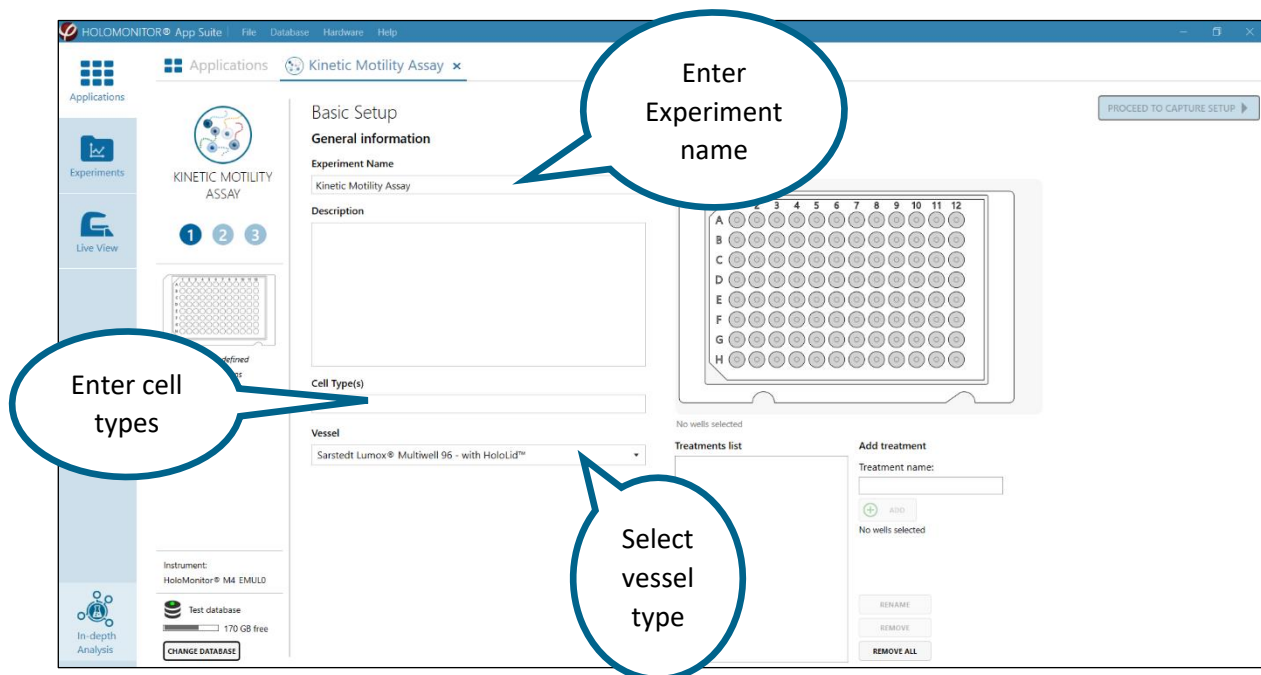 HOLOMONITOR® App Suite | File Database Hardware Help
Applications
Kinetic Motility Assay ×
Applications
Experiments
Live View
In-depth
Analysis
KINETIC MOTILITY
ASSAY
1 2 3
defined
Instrument:
HoloMonitor® M4 EMUL0
Test database
170 GB free
CHANGE DATABASE
Basic Setup
General information
Experiment Name
Kinetic Motility Assay
Description
Cell Type(s)
Vessel
Sarstedt Lumox® Multiwell 96 - with HoloLid™
Enter
Experiment
name
Enter cell
types
Select
vessel
type
PROCEED TO CAPTURE SETUP
2 3 4 5 6 7 8 9 10 11 12
A
B
C
D
E
F
G
H
No wells selected
Treatments list
Add treatment
Treatment name:
ADD
No wells selected
RENAME
REMOVE
REMOVE ALL